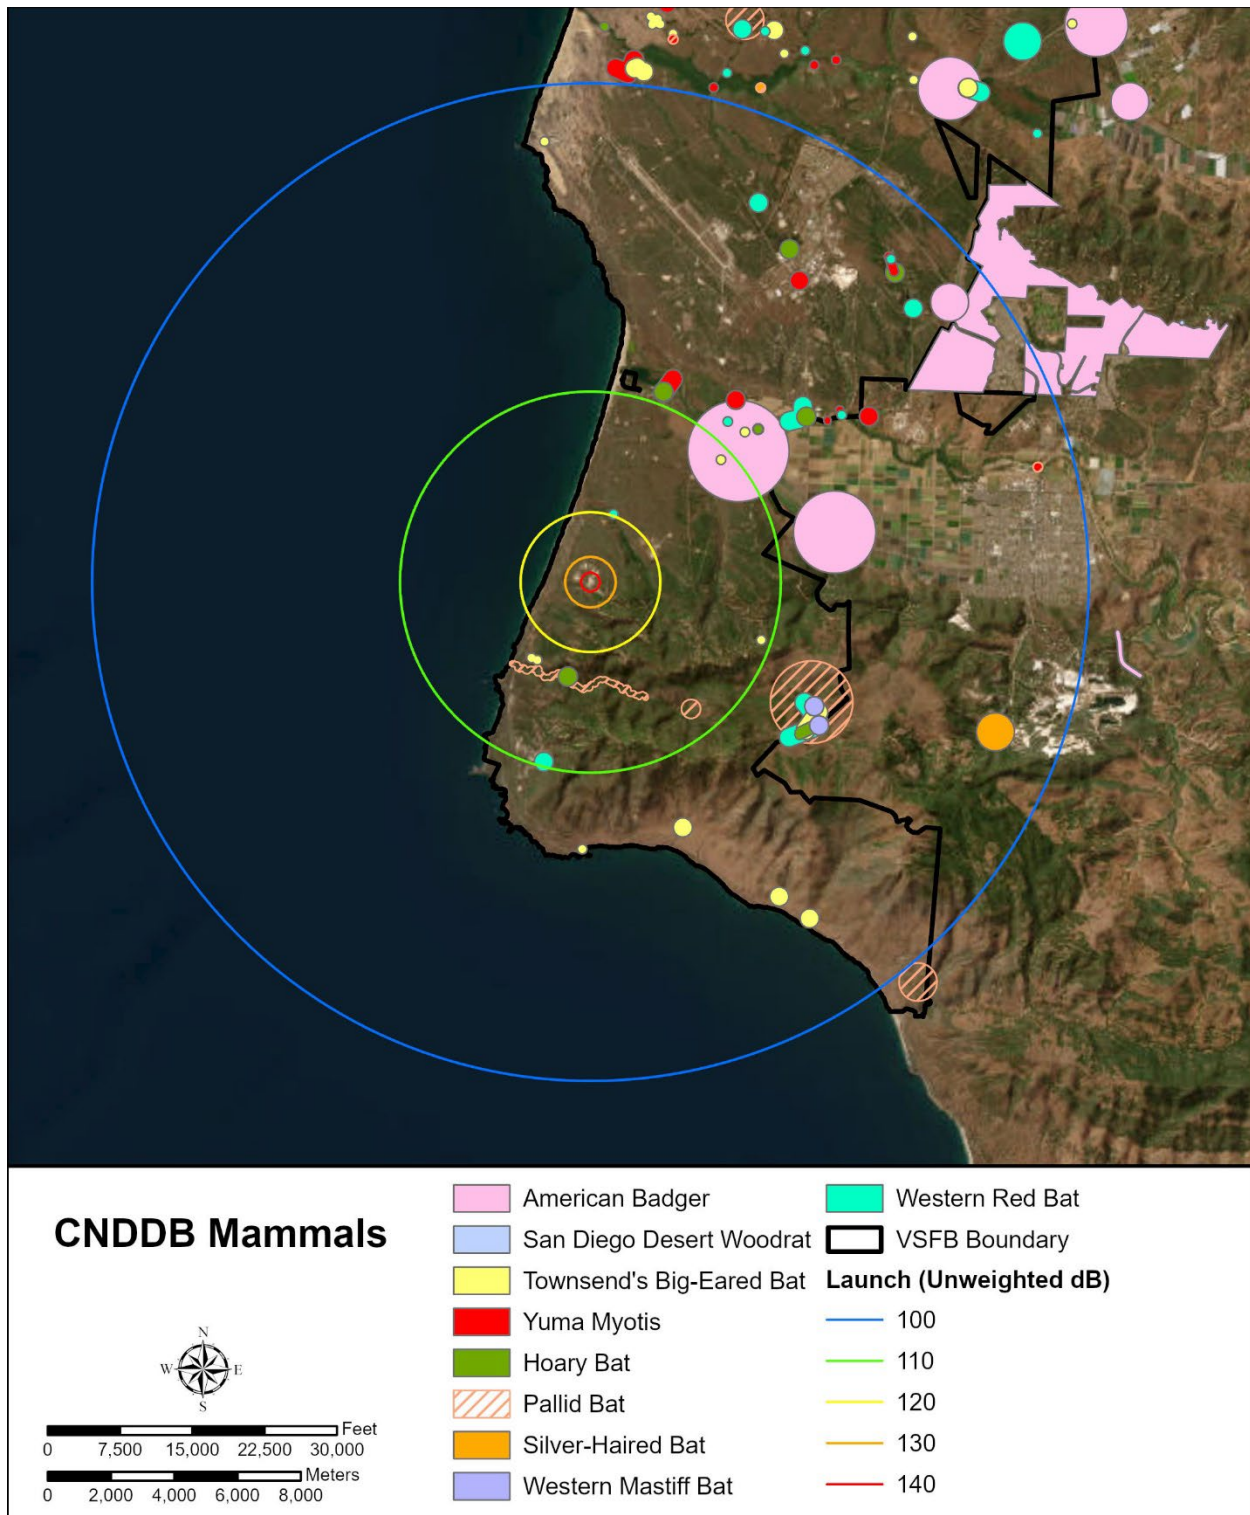 CNDDB Mammals
N
W E
S
Feet
0 7,500 15,000 22,500 30,000
Meters
0 2,000 4,000 6,000 8,000
American Badger
San Diego Desert Woodrat
Townsend's Big-Eared Bat
Yuma Myotis
Hoary Bat
Pallid Bat
Silver-Haired Bat
Western Mastiff Bat
Western Red Bat
VSFB Boundary
Launch (Unweighted dB)
100
110
120
130
140